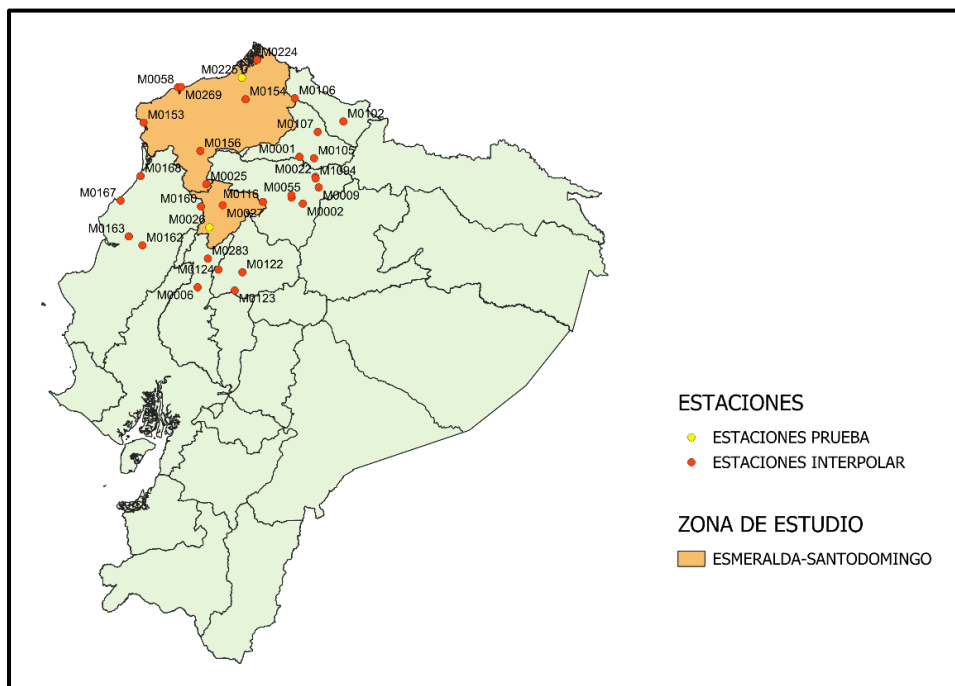 M0224
M0225
M0058
M0269
M0154
M0106
M0153
M0102
M0107
M0156
M0001
M0105
M0022
M1094
M0168
M0025
M0055
M0009
M0167
M0160
M0116
M0002
M0027
M0026
M0163
M0162
M0283
M0124
M0122
M0006
M0123
ESTACIONES
ESTACIONES PRUEBA
ESTACIONES INTERPOLAR
ZONA DE ESTUDIO
ESMERALDA-SANTODOMINGO